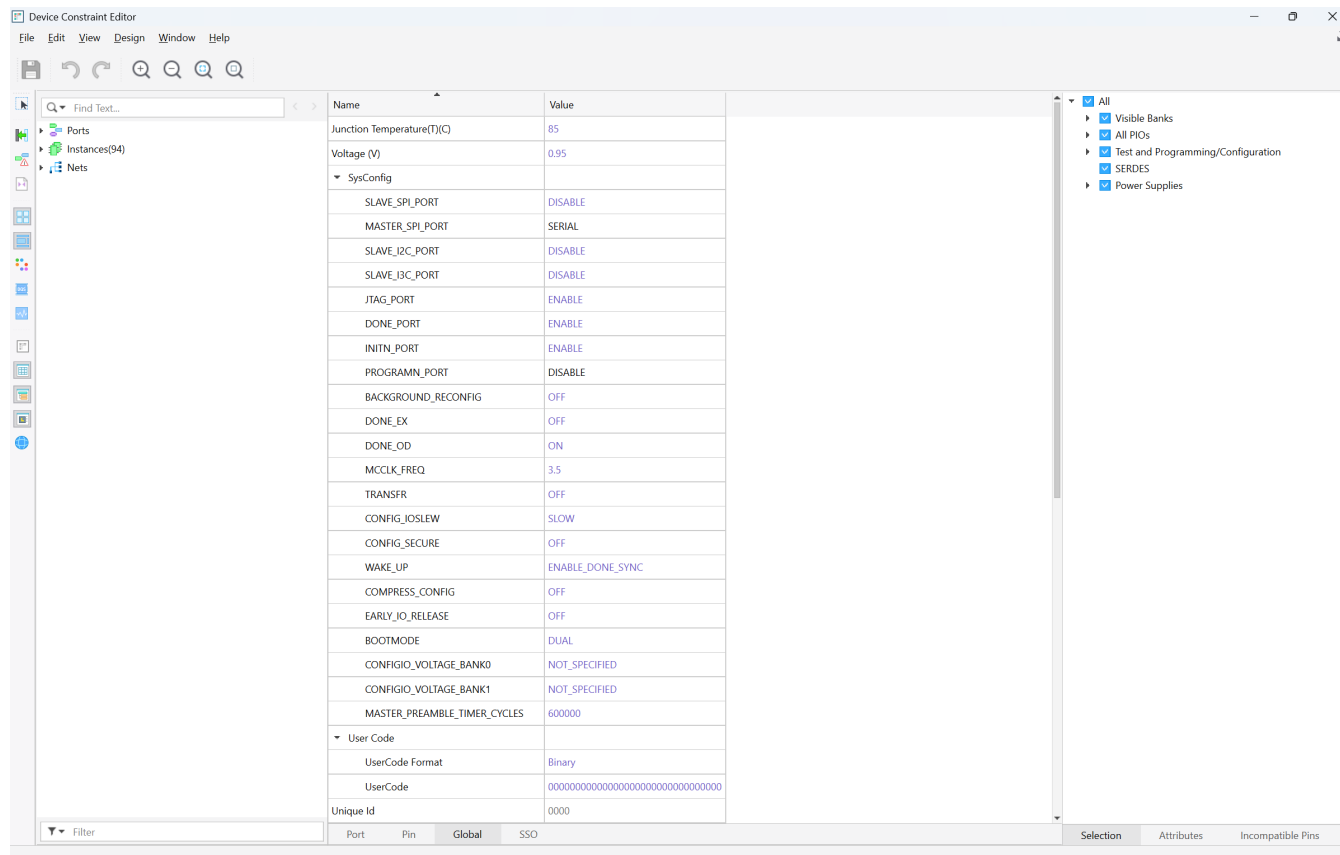 Device Constraint Editor
File Edit View Design Window Help
Find Text...
Ports
Instances(94)
Nets
Filter
Name Value
Junction Temperature(T)(C) 85
Voltage (V) 0.95
SysConfig
SLAVE_SPI_PORT DISABLE
MASTER_SPI_PORT SERIAL
SLAVE_I2C_PORT DISABLE
SLAVE_I3C_PORT DISABLE
JTAG_PORT ENABLE
DONE_PORT ENABLE
INITN_PORT ENABLE
PROGRAMN_PORT DISABLE
BACKGROUND_RECONFIG OFF
DONE_EX OFF
DONE_OD ON
MCCLK_FREQ 3.5
TRANSFR OFF
CONFIG_IOSLEW SLOW
CONFIG_SECURE OFF
WAKE_UP ENABLE_DONE_SYNC
COMPRESS_CONFIG OFF
EARLY_IO_RELEASE OFF
BOOTMODE DUAL
CONFIGIO_VOLTAGE_BANK0 NOT_SPECIFIED
CONFIGIO_VOLTAGE_BANK1 NOT_SPECIFIED
MASTER_PREAMBLE_TIMER_CYCLES 600000
User Code
UserCode Format Binary
UserCode 00000000000000000000000000000000
Unique Id 0000
Port Pin Global SSO
All
Visible Banks
All PIOs
Test and Programming/Configuration
SERDES
Power Supplies
Selection Attributes Incompatible Pins